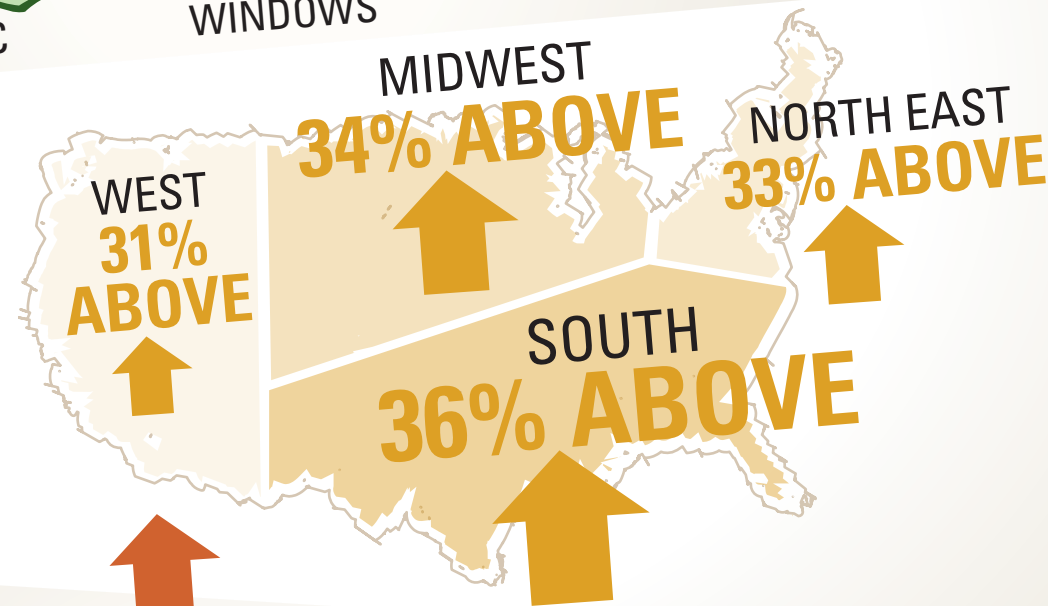 WINDOWS
MIDWEST
34% ABOVE
NORTH EAST
33% ABOVE
WEST
31%
ABOVE
SOUTH
36% ABOVE